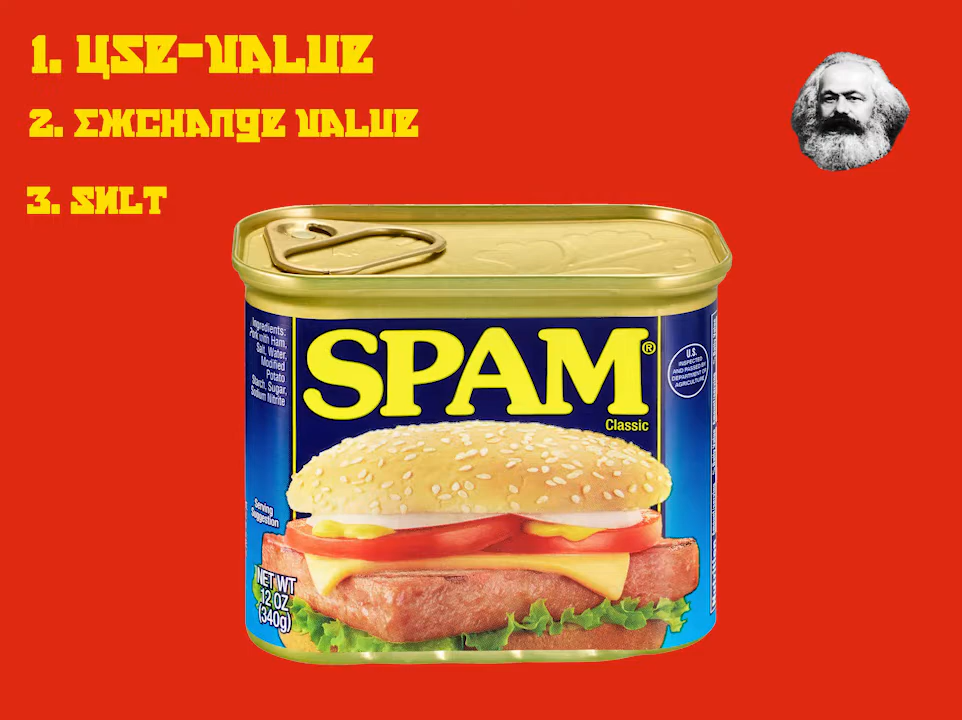 1. USE-VALUE
2. EXCHANGE VALUE
3. SALT
Ingredients:
Pork with Ham,
Salt, Water,
Modified
Potato
Starch, Sugar,
Sodium Nitrite
SPAM®
Classic
U.S.
INSPECTED
AND PASSED BY
DEPARTMENT OF
AGRICULTURE
Serving
Suggestion
NET WT
12 OZ
(340g)